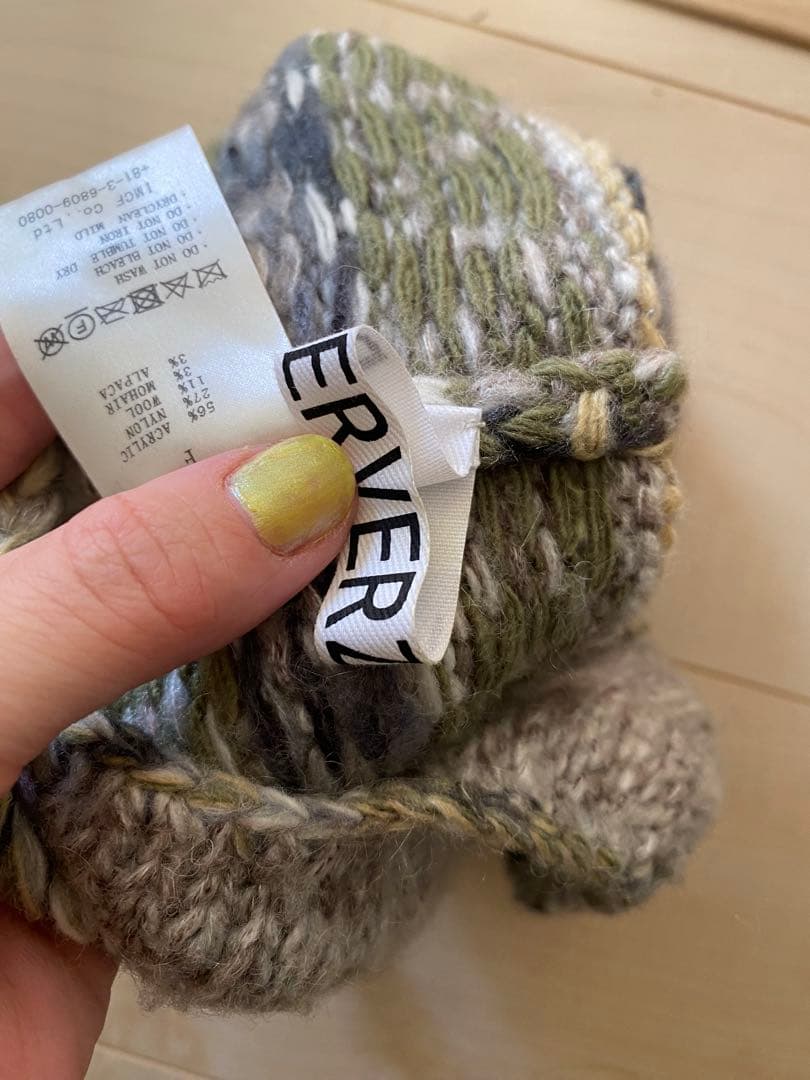 ERVERZ
F
56% ACRYLIC
27% NYLON
11% WOOL
3% MOHAIR
3% ALPACA
・DO NOT WASH
・DO NOT BLEACH
・DO NOT TUMBLE DRY
・DO NOT IRON
・DRYCLEAN MILD
IMCF Co., Ltd
+81-3-6809-0080